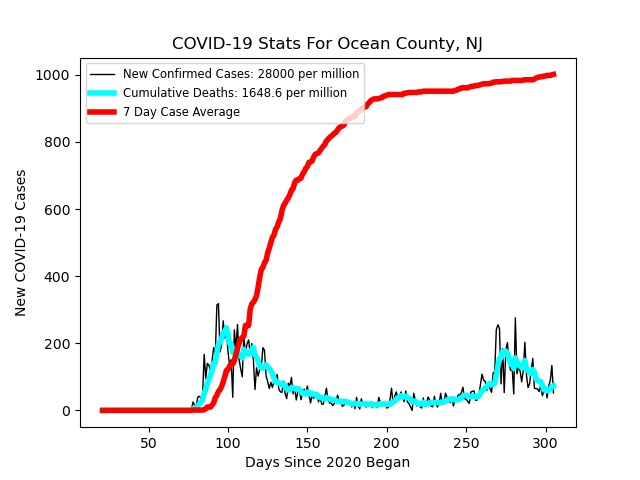 COVID-19 Stats For Ocean County, NJ
New Confirmed Cases: 28000 per million
Cumulative Deaths: 1648.6 per million
7 Day Case Average
New COVID-19 Cases
1000
800
600
400
200
0
50 100 150 200 250 300
Days Since 2020 Began